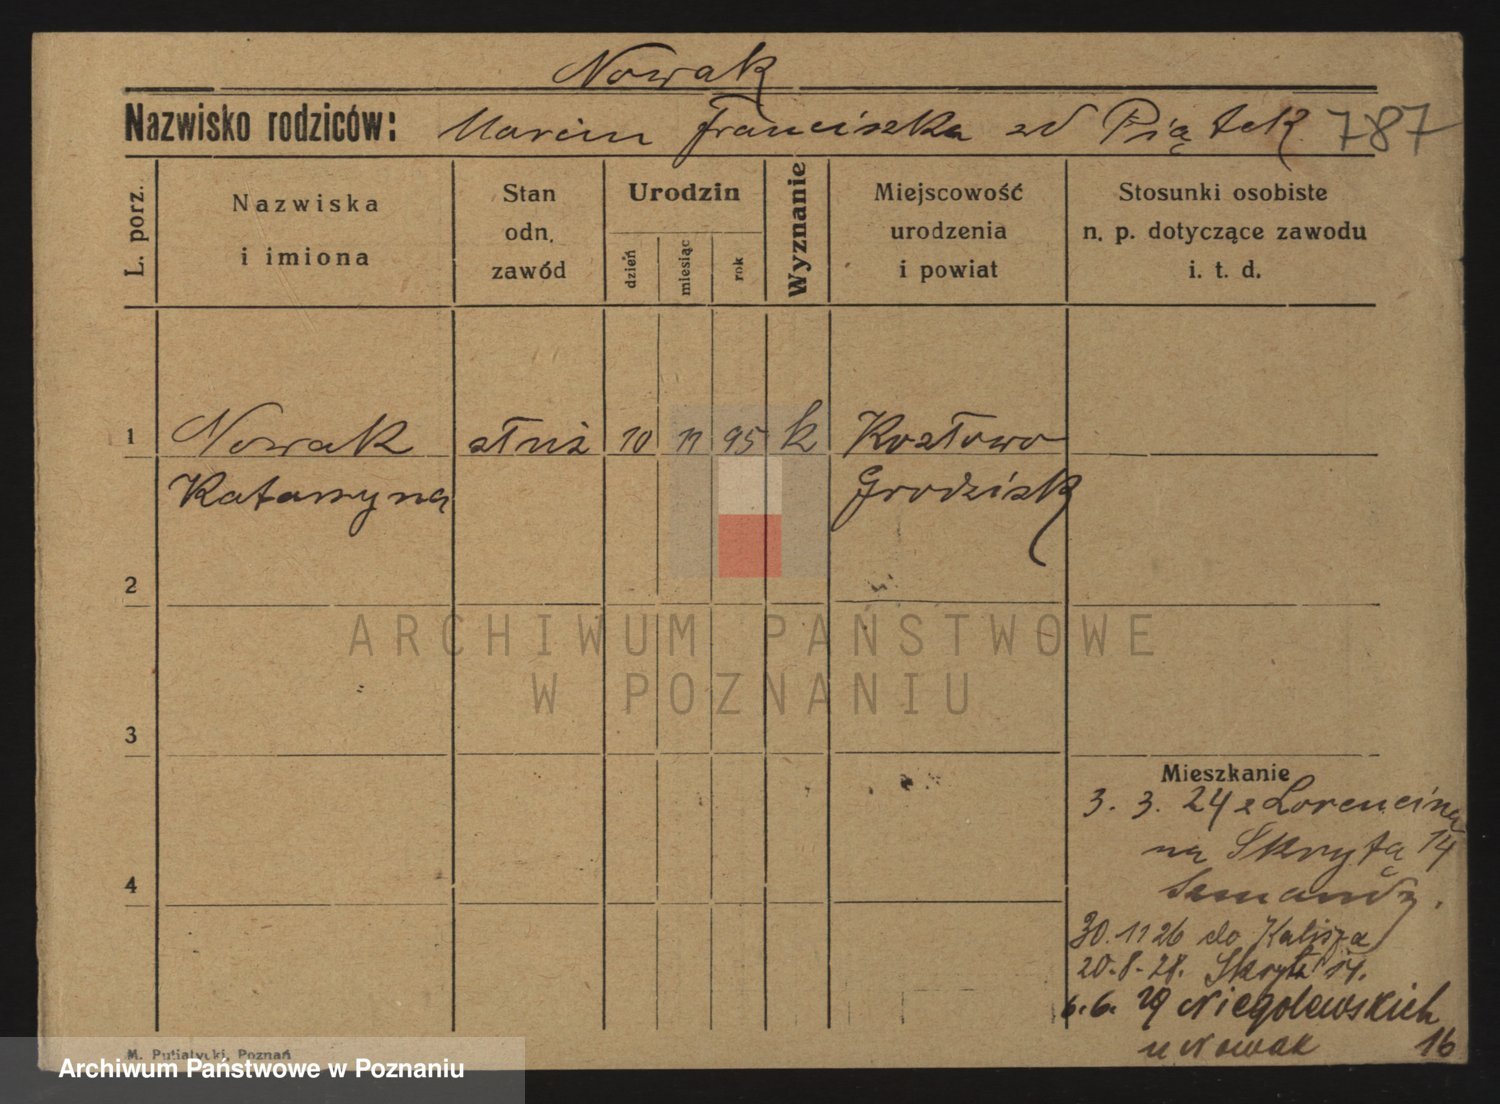 Nowak
Nazwisko rodziców: Marcin Franciszka zd Piątek 787
L. porz.
Nazwiska
i imiona
Stan
odn.
zawód
Urodzin
dzień
miesiąc
rok
Wyznanie
Miejscowość
urodzenia
i powiat
Stosunki osobiste
n. p. dotyczące zawodu
i. t. d.
1 Nowak służ 10 11 95 k Kozłowo
Katarzyna Grodzisk
2
ARCHIWUM PAŃSTWOWE
W POZNANIU
3
Mieszkanie
3. 3. 24 z Lorencina
na Skrytą 14
4
30. 11 26 do Kalisza
20. 8. 28. Skryta 14.
6. 6. 29 Niegolewskich
u Nowak 16
M. Putiatycki, Poznań
Archiwum Państwowe w Poznaniu